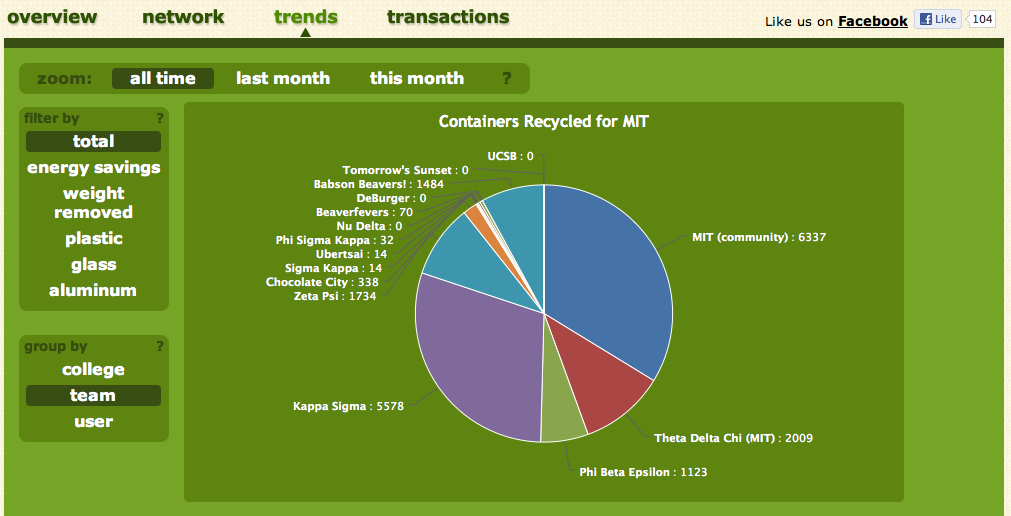 overview network trends transactions
Like us on Facebook Like 104
zoom: all time last month this month ?
filter by ?
total
energy savings
weight
removed
plastic
glass
aluminum
group by ?
college
team
user
Containers Recycled for MIT
UCSB : 0
Tomorrow's Sunset : 0
Babson Beavers! : 1484
DeBurger : 0
Beaverfevers : 70
Nu Delta : 0
Phi Sigma Kappa : 32
Ubertsai : 14
Sigma Kappa : 14
Chocolate City : 338
Zeta Psi : 1734
MIT (community) : 6337
Kappa Sigma : 5578
Theta Delta Chi (MIT) : 2009
Phi Beta Epsilon : 1123